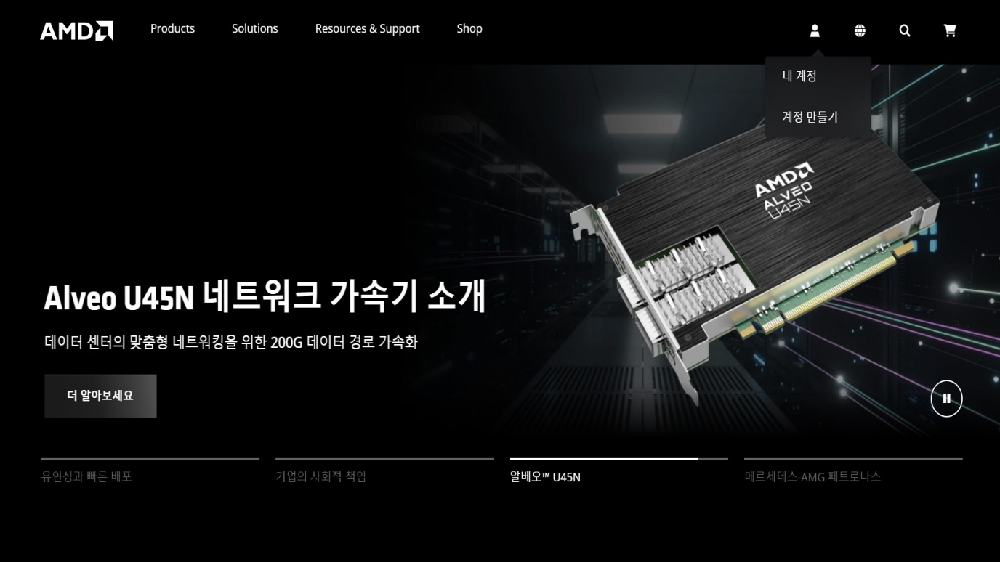 AMD
Products
Solutions
Resources & Support
Shop
내 계정
계정 만들기
AMD
ALVEO
U45N
Alveo U45N 네트워크 가속기 소개
데이터 센터의 맞춤형 네트워킹을 위한 200G 데이터 경로 가속화
더 알아보세요
유연성과 빠른 배포
기업의 사회적 책임
알베오™ U45N
메르세데스-AMG 페트로나스